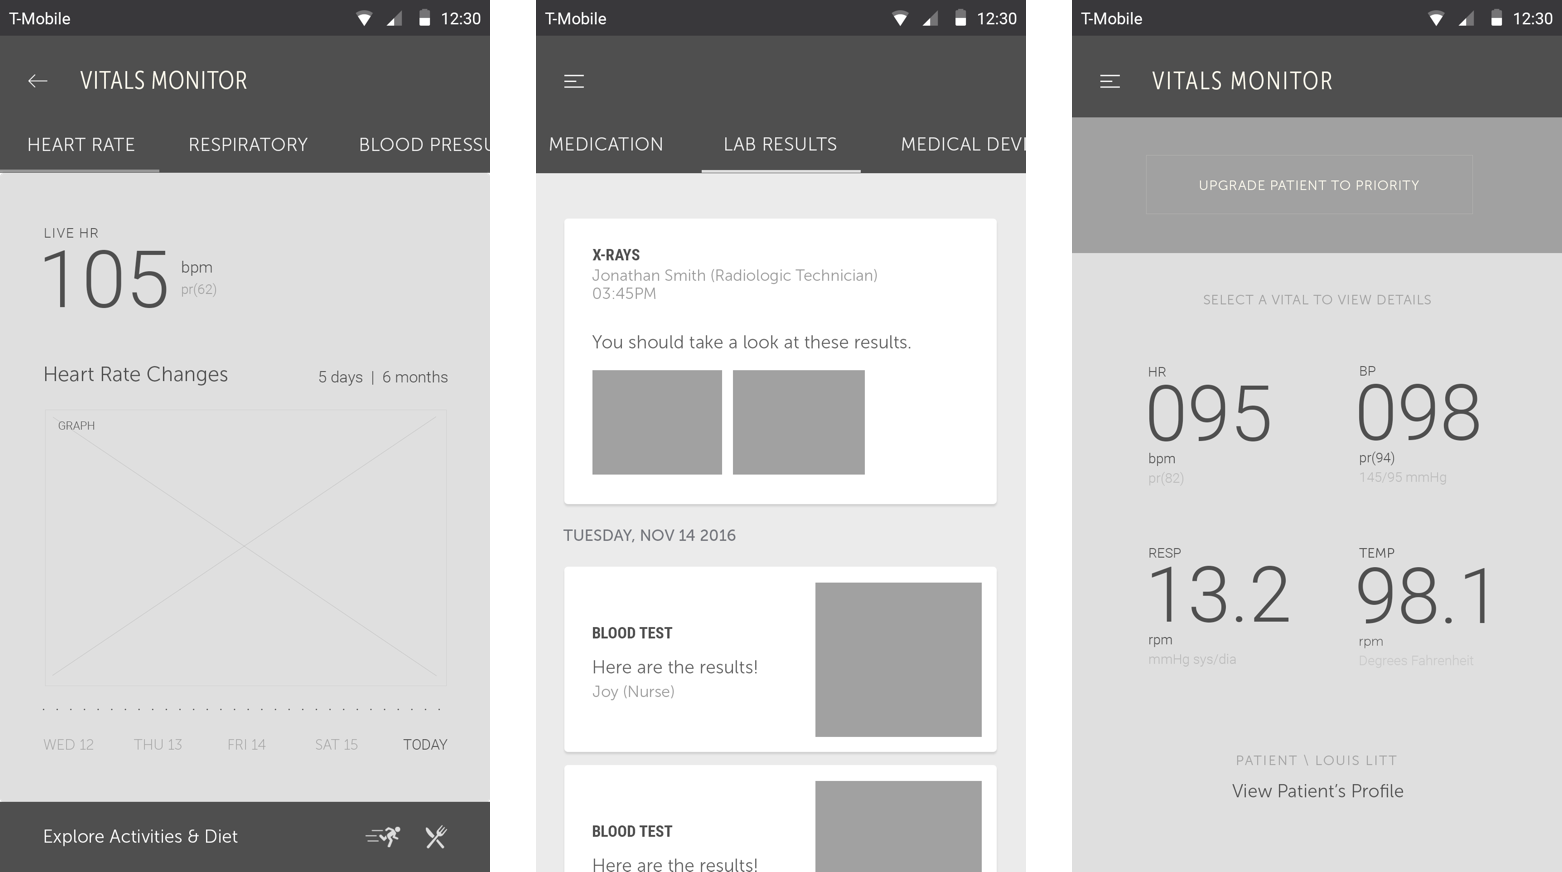 T-Mobile 12:30
VITALS MONITOR
HEART RATE RESPIRATORY BLOOD PRESSU
LIVE HR
105 bpm
pr(62)
Heart Rate Changes 5 days | 6 months
GRAPH
WED 12 THU 13 FRI 14 SAT 15 TODAY
Explore Activities & Diet
T-Mobile 12:30
MEDICATION LAB RESULTS MEDICAL DEVI
X-RAYS
Jonathan Smith (Radiologic Technician)
03:45PM
You should take a look at these results.
TUESDAY, NOV 14 2016
BLOOD TEST
Here are the results!
Joy (Nurse)
BLOOD TEST
Here are the results!
T-Mobile 12:30
VITALS MONITOR
UPGRADE PATIENT TO PRIORITY
SELECT A VITAL TO VIEW DETAILS
HR
095
bpm
pr(82)
BP
098
pr(94)
145/95 mmHg
RESP
13.2
rpm
mmHg sys/dia
TEMP
98.1
rpm
Degrees Fahrenheit
PATIENT \ LOUIS LITT
View Patient's Profile